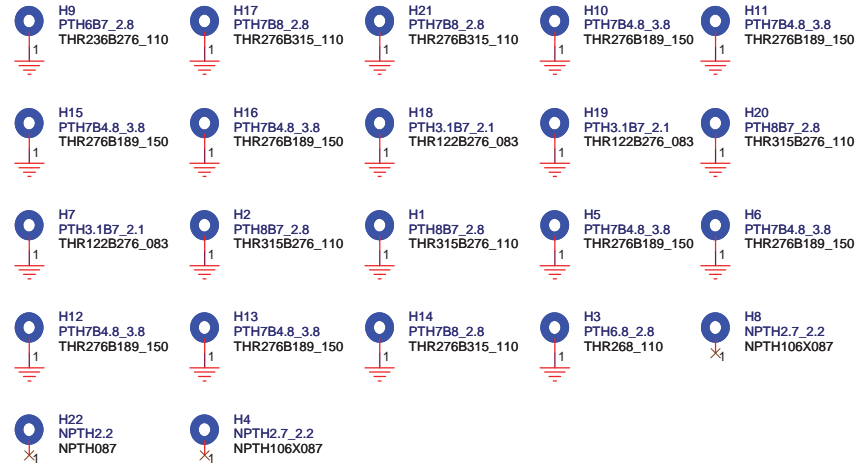 H9
PTH6B7_2.8
THR236B276_110
1
H17
PTH7B8_2.8
THR276B315_110
1
H21
PTH7B8_2.8
THR276B315_110
1
H10
PTH7B4.8_3.8
THR276B189_150
1
H11
PTH7B4.8_3.8
THR276B189_150
1
H15
PTH7B4.8_3.8
THR276B189_150
1
H16
PTH7B4.8_3.8
THR276B189_150
1
H18
PTH3.1B7_2.1
THR122B276_083
1
H19
PTH3.1B7_2.1
THR122B276_083
1
H20
PTH8B7_2.8
THR315B276_110
1
H7
PTH3.1B7_2.1
THR122B276_083
1
H2
PTH8B7_2.8
THR315B276_110
1
H1
PTH8B7_2.8
THR315B276_110
1
H5
PTH7B4.8_3.8
THR276B189_150
1
H6
PTH7B4.8_3.8
THR276B189_150
1
H12
PTH7B4.8_3.8
THR276B189_150
1
H13
PTH7B4.8_3.8
THR276B189_150
1
H14
PTH7B8_2.8
THR276B315_110
1
H3
PTH6.8_2.8
THR268_110
1
H8
NPTH2.7_2.2
NPTH106X087
1
H22
NPTH2.2
NPTH087
1
H4
NPTH2.7_2.2
NPTH106X087
1